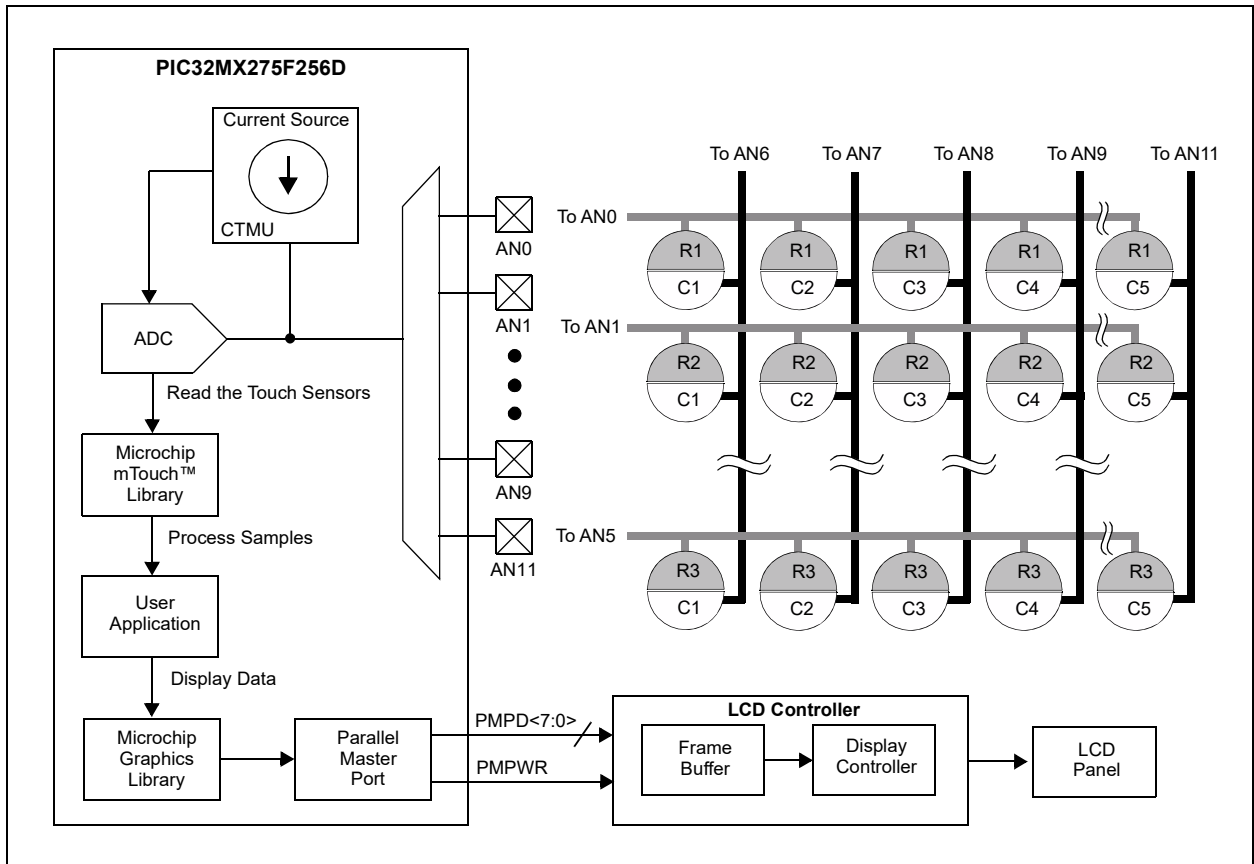 PIC32MX275F256D
Current Source
CTMU
ADC
Read the Touch Sensors
Microchip
mTouch™
Library
Process Samples
User
Application
Display Data
Microchip
Graphics
Library
Parallel
Master
Port
AN0
AN1
AN9
AN11
To AN6
To AN7
To AN8
To AN9
To AN11
To AN0
R1 R1 R1 R1 R1
C1 C2 C3 C4 C5
To AN1
R2 R2 R2 R2 R2
C1 C2 C3 C4 C5
To AN5
R3 R3 R3 R3 R3
C1 C2 C3 C4 C5
PMPD<7:0>
PMPWR
LCD Controller
Frame
Buffer
Display
Controller
LCD
Panel